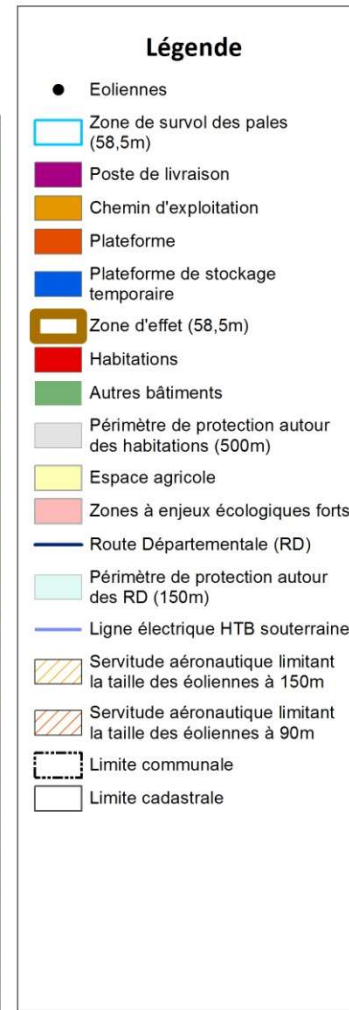 Légende
Eoliennes
Zone de survol des pales
(58,5m)
Poste de livraison
Chemin d'exploitation
Plateforme
Plateforme de stockage
temporaire
Zone d'effet (58,5m)
Habitations
Autres bâtiments
Périmètre de protection autour
des habitations (500m)
Espace agricole
Zones à enjeux écologiques forts
Route Départementale (RD)
Périmètre de protection autour
des RD (150m)
Ligne électrique HTB souterraine
Servitude aéronautique limitant
la taille des éoliennes à 150m
Servitude aéronautique limitant
la taille des éoliennes à 90m
Limite communale
Limite cadastrale